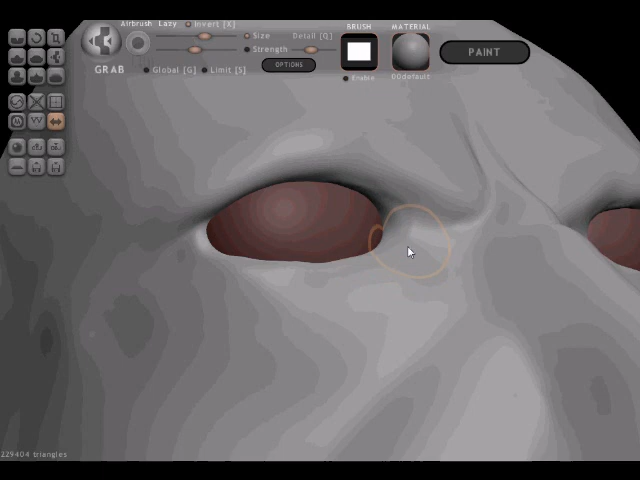 Airbrush Lazy Invert [X]
Size Detail [Q]
Strength
GRAB
Global [G] Limit [S]
OPTIONS
BRUSH
Enable
MATERIAL
00default
PAINT
229404 triangles